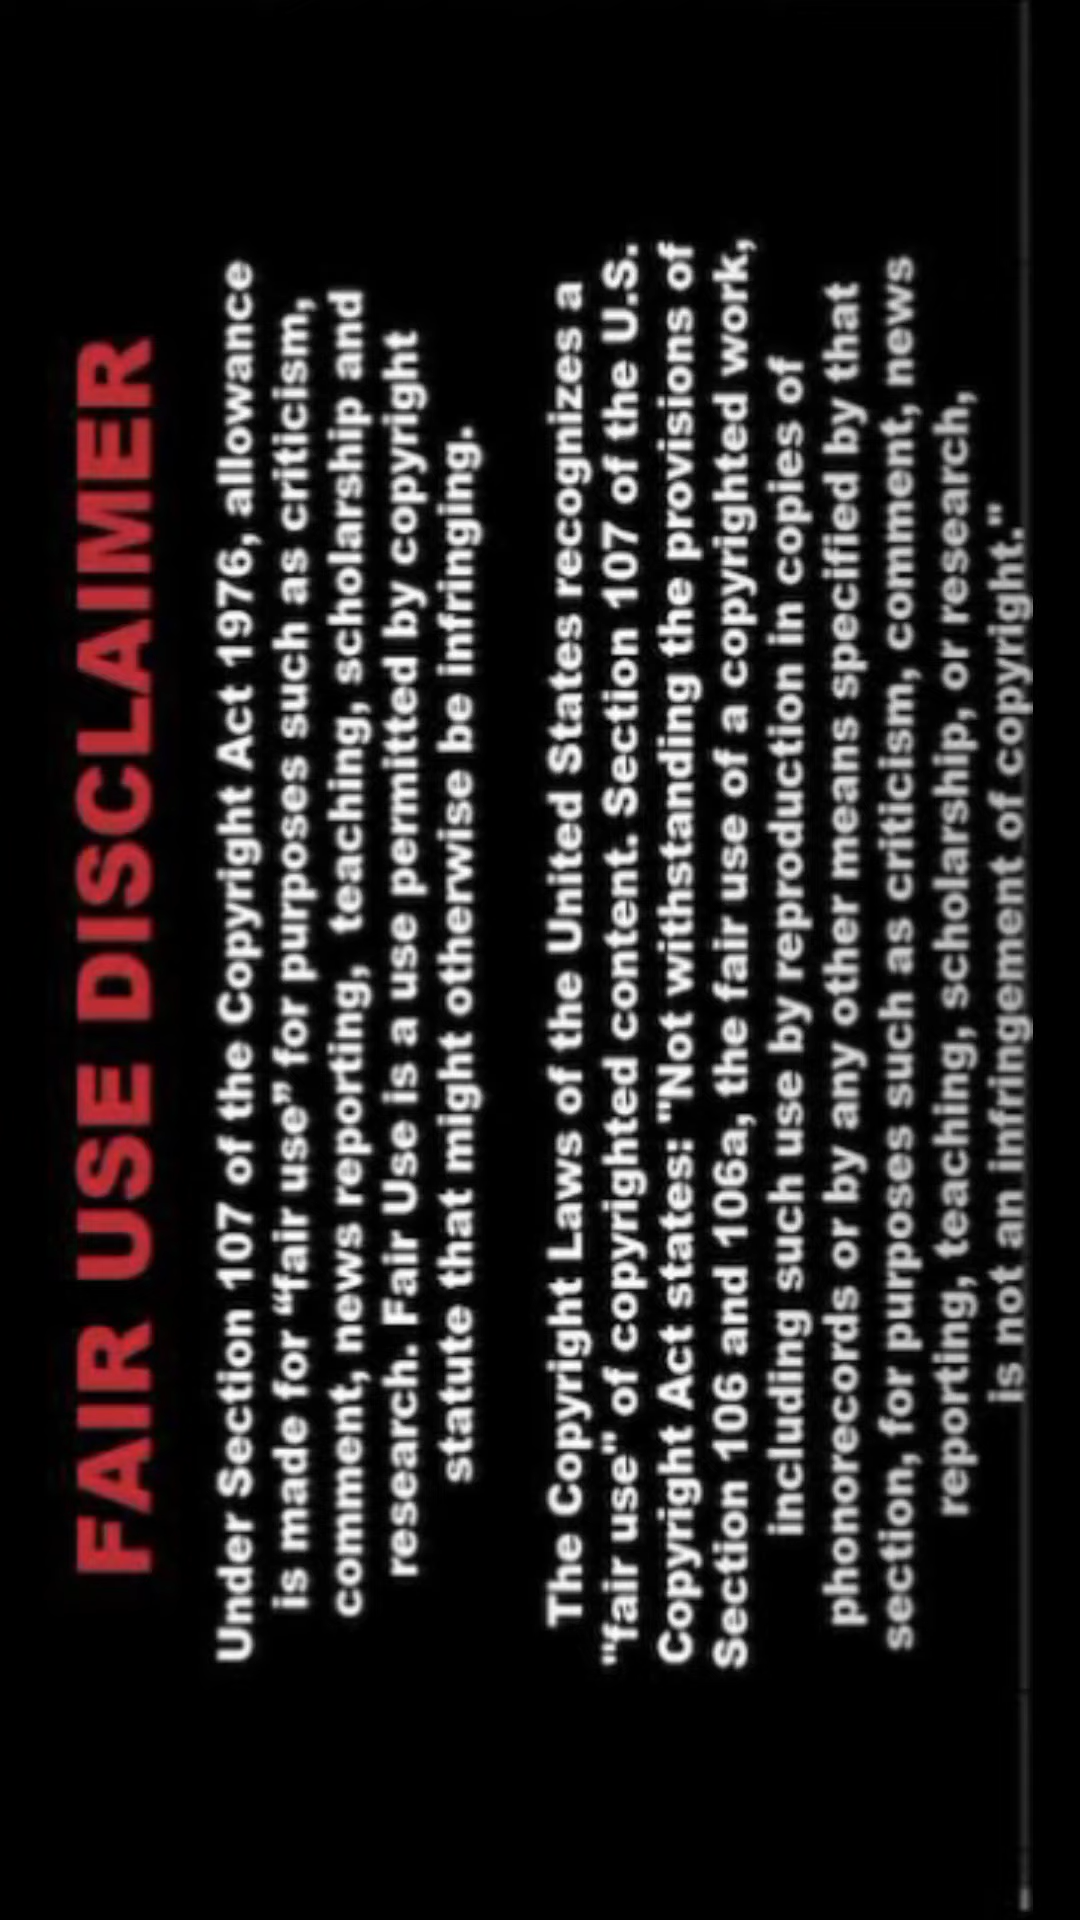 FAIR USE DISCLAIMER
Under Section 107 of the Copyright Act 1976, allowance
is made for “fair use” for purposes such as criticism,
comment, news reporting, teaching, scholarship and
research. Fair Use is a use permitted by copyright
statute that might otherwise be infringing.
The Copyright Laws of the United States recognizes a
"fair use" of copyrighted content. Section 107 of the U.S.
Copyright Act states: "Not withstanding the provisions of
Section 106 and 106a, the fair use of a copyrighted work,
including such use by reproduction in copies of
phonorecords or by any other means specified by that
section, for purposes such as criticism, comment, news
reporting, teaching, scholarship, or research,
is not an infringement of copyright."